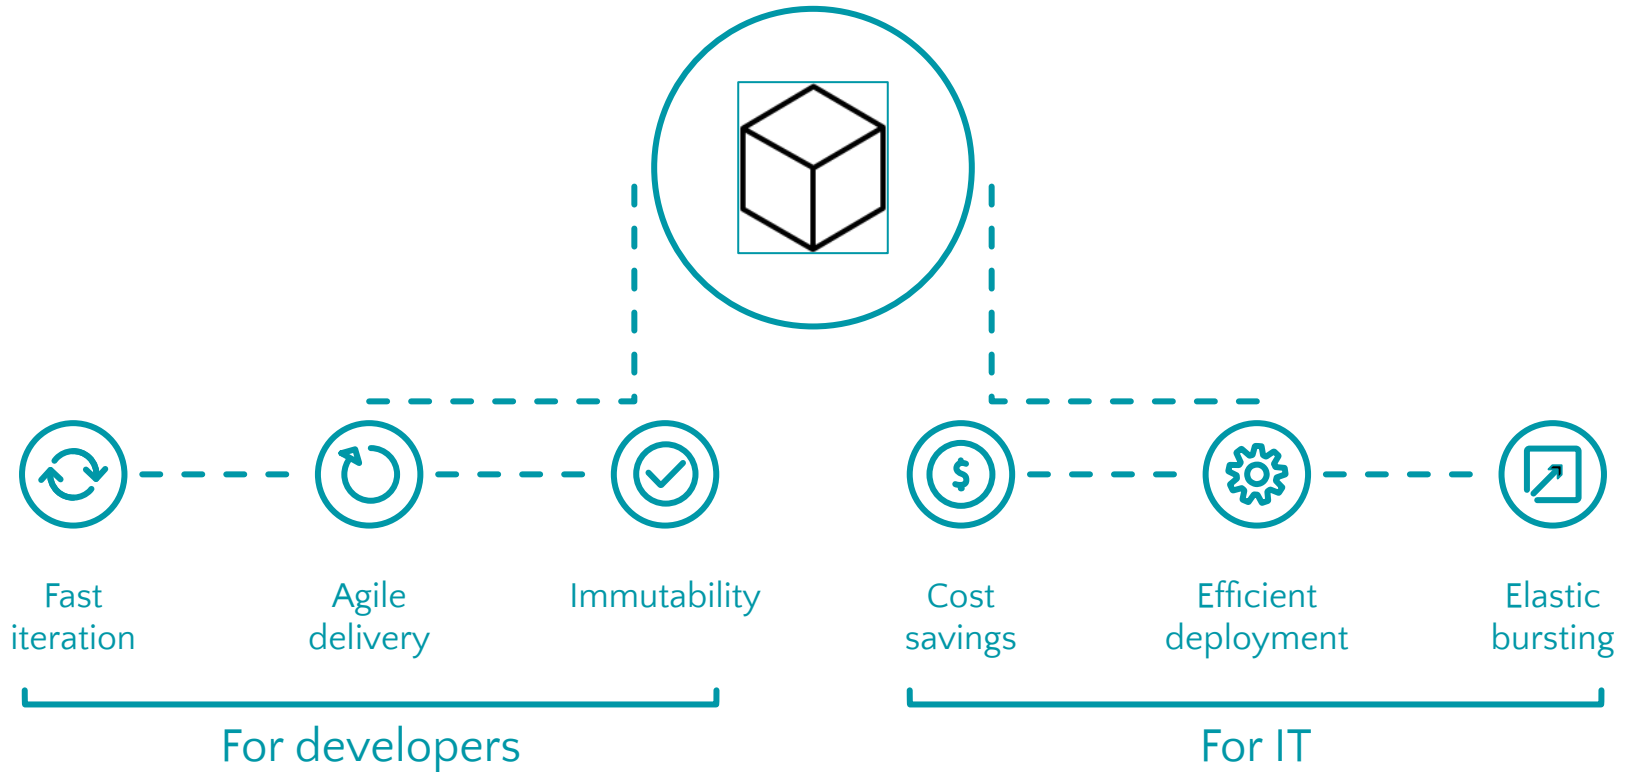 Fast
iteration
Agile
delivery
Immutability
Cost
savings
Efficient
deployment
Elastic
bursting
For developers
For IT
$